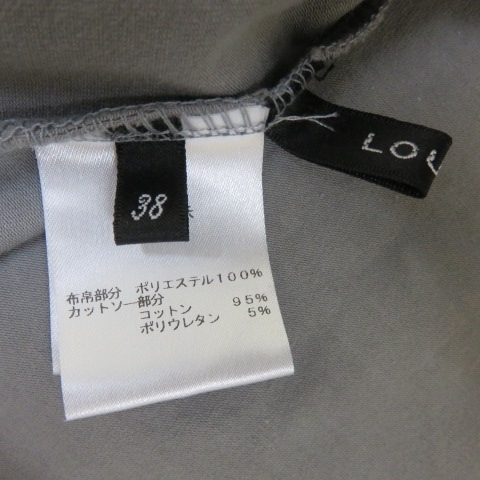 LOU
38
布帛部分 ポリエステル100%
カットソー部分
コットン 95%
ポリウレタン 5%